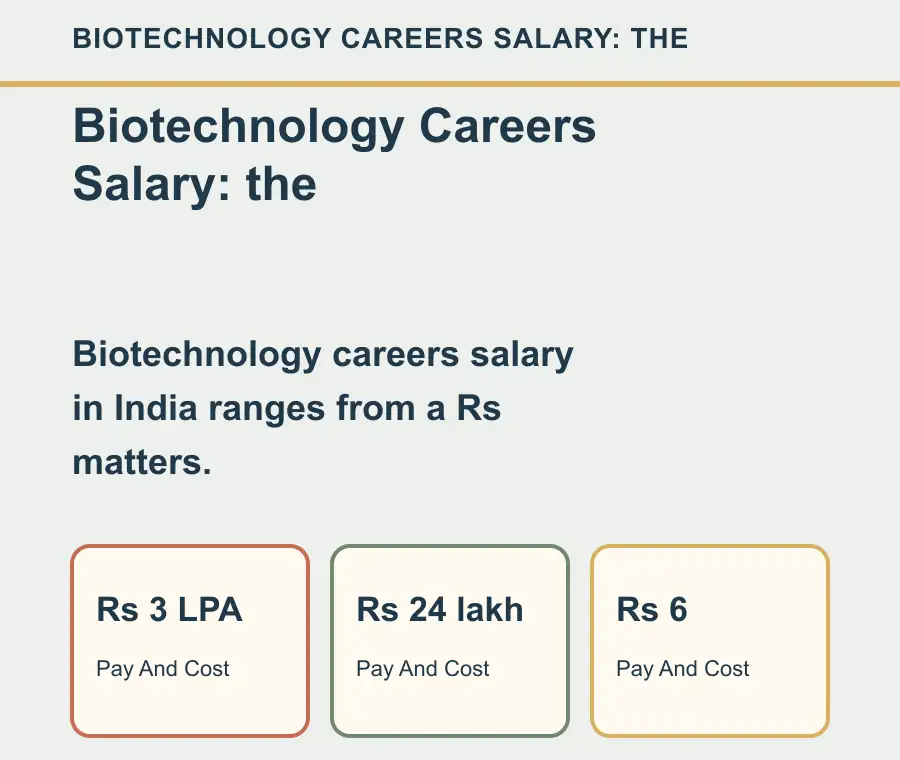 BIOTECHNOLOGY CAREERS SALARY: THE
Biotechnology Careers
Salary: the
Biotechnology careers salary
in India ranges from a Rs
matters.
Rs 3 LPA
Pay And Cost
Rs 24 lakh
Pay And Cost
Rs 6
Pay And Cost